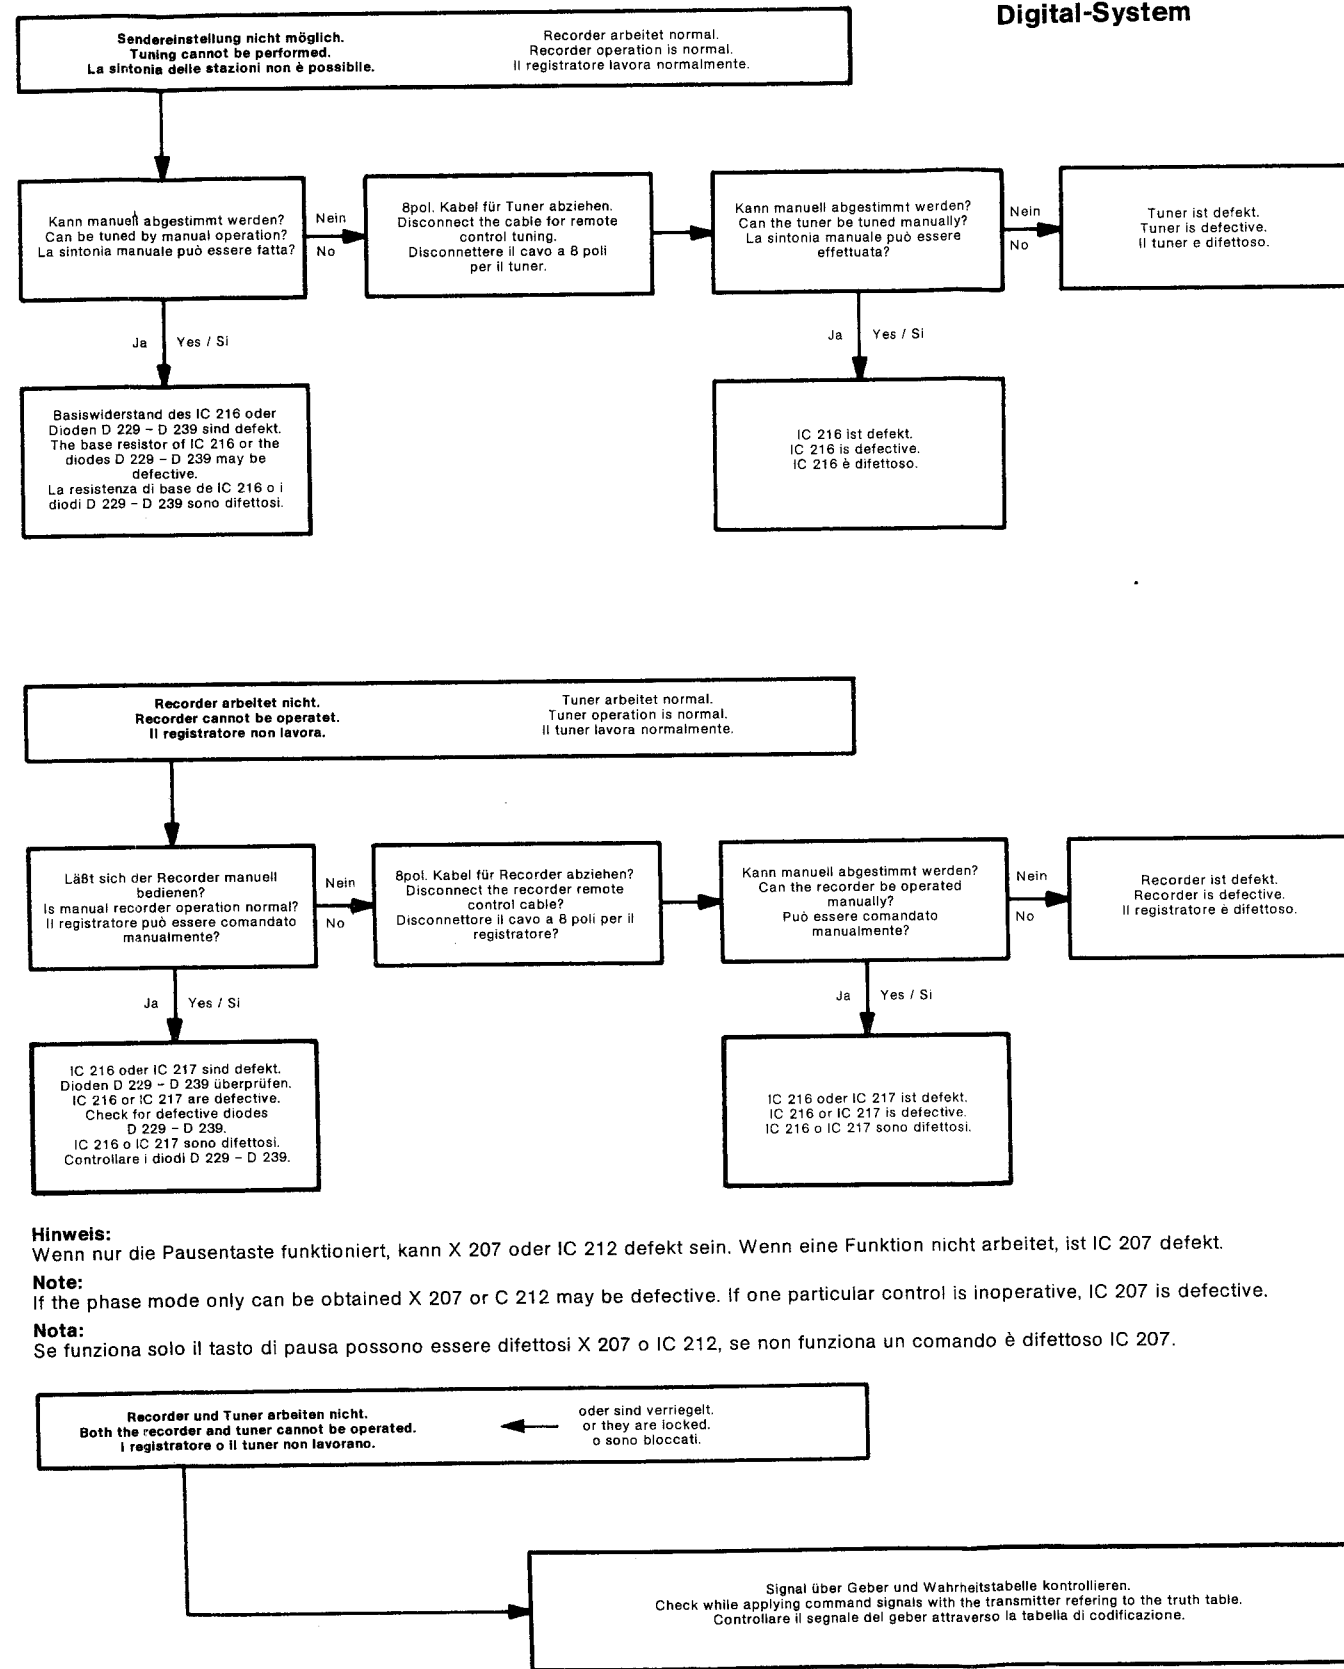 Digital-System
Sendereinstellung nicht möglich.
Tuning cannot be performed.
La sintonia delle stazioni non è possibile.
Recorder arbeitet normal.
Recorder operation is normal.
Il registratore lavora normalmente.
Kann manuell abgestimmt werden?
Can be tuned by manual operation?
La sintonia manuale può essere fatta?
Nein
No
8pol. Kabel für Tuner abziehen.
Disconnect the cable for remote
control tuning.
Disconnettere il cavo a 8 poli
per il tuner.
Kann manuell abgestimmt werden?
Can the tuner be tuned manually?
La sintonia manuale può essere
effettuata?
Nein
No
Tuner ist defekt.
Tuner is defective.
Il tuner e difettoso.
Ja Yes / Si
Ja Yes / Si
Basiswiderstand des IC 216 oder
Dioden D 229 – D 239 sind defekt.
The base resistor of IC 216 or the
diodes D 229 – D 239 may be
defective.
La resistenza di base de IC 216 o i
diodi D 229 – D 239 sono difettosi.
IC 216 ist defekt.
IC 216 is defective.
IC 216 è difettoso.
Recorder arbeitet nicht.
Recorder cannot be operatet.
Il registratore non lavora.
Tuner arbeitet normal.
Tuner operation is normal.
Il tuner lavora normalmente.
Läßt sich der Recorder manuell
bedienen?
Is manual recorder operation normal?
Il registratore può essere comandato
manualmente?
Nein
No
8pol. Kabel für Recorder abziehen?
Disconnect the recorder remote
control cable?
Disconnettore il cavo a 8 poli per il
registratore?
Kann manuell abgestimmt werden?
Can the recorder be operated
manually?
Può essere comandato
manualmente?
Nein
No
Recorder ist defekt.
Recorder is defective.
Il registratore è difettoso.
Ja Yes / Si
Ja Yes / Si
IC 216 oder IC 217 sind defekt.
Dioden D 229 – D 239 überprüfen.
IC 216 or IC 217 are defective.
Check for defective diodes
D 229 – D 239.
IC 216 o IC 217 sono difettosi.
Controllare i diodi D 229 – D 239.
IC 216 oder IC 217 ist defekt.
IC 216 or IC 217 is defective.
IC 216 o IC 217 sono difettosi.
Hinweis:
Wenn nur die Pausentaste funktioniert, kann X 207 oder IC 212 defekt sein. Wenn eine Funktion nicht arbeitet, ist IC 207 defekt.
Note:
If the phase mode only can be obtained X 207 or C 212 may be defective. If one particular control is inoperative, IC 207 is defective.
Nota:
Se funziona solo il tasto di pausa possono essere difettosi X 207 o IC 212, se non funziona un comando è difettoso IC 207.
Recorder und Tuner arbeiten nicht.
Both the recorder and tuner cannot be operated.
I registratore o il tuner non lavorano.
oder sind verriegelt.
or they are locked.
o sono bloccati.
Signal über Geber und Wahrheitstabelle kontrollieren.
Check while applying command signals with the transmitter refering to the truth table.
Controllare il segnale del geber attraverso la tabella di codificazione.